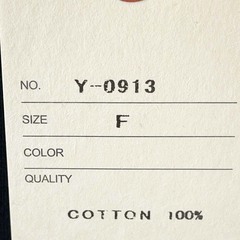 NO. Y-0913
SIZE F
COLOR
QUALITY
COTTON 100%